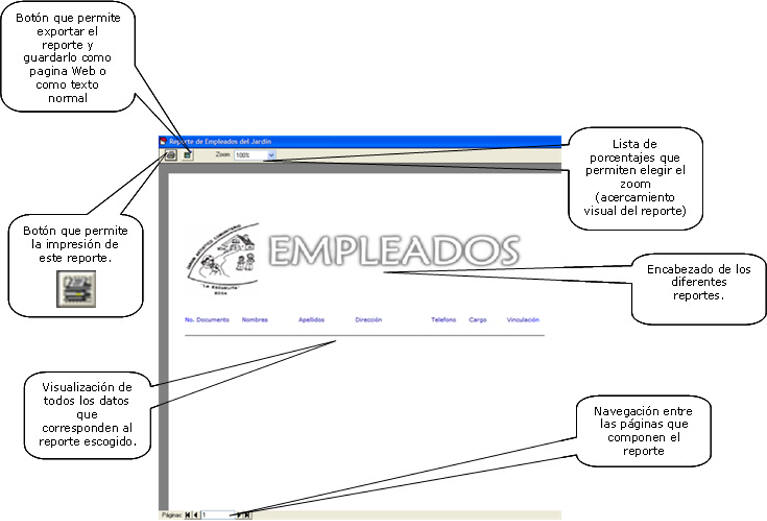 Botón que permite
exportar el
reporte y
guardarlo como
pagina Web o
como texto
normal
Reporte de Empleados del Jardín
Zoom 100%
Lista de
porcentajes que
permiten elegir el
zoom
(acercamiento
visual del reporte)
Botón que permite
la impresión de
este reporte.
EMPLEADOS
"LA ESCUELITA"
Encabezado de los
diferentes
reportes.
No. Documento Nombres Apellidos Dirección Telefono Cargo Vinculación
Visualización de
todos los datos
que
corresponden al
reporte escogido.
Navegación entre
las páginas que
componen el
reporte
Páginas: 1